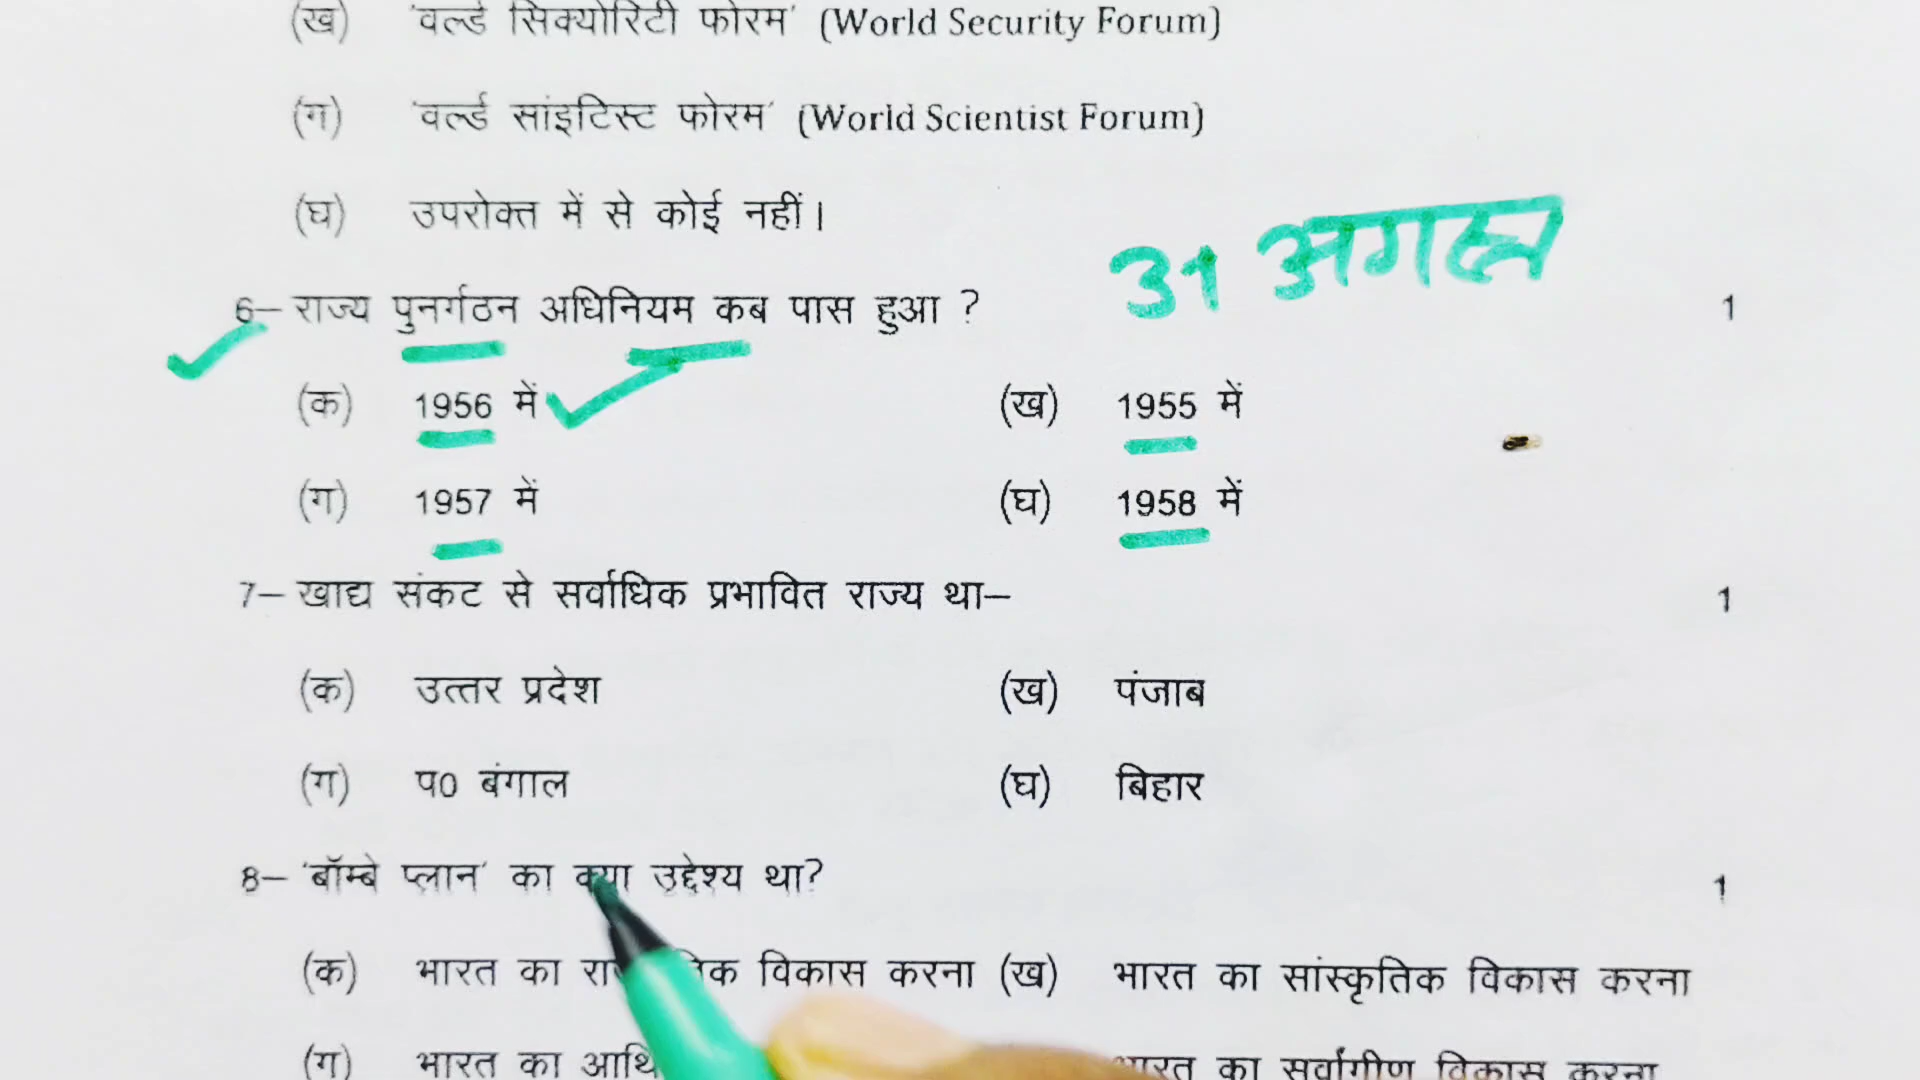 (ख) 'वर्ल्ड सिक्योरिटी फोरम' (World Security Forum)
(ग) 'वर्ल्ड सांइटिस्ट फोरम' (World Scientist Forum)
(घ) उपरोक्त में से कोई नहीं।
31 अगस्त
6– राज्य पुनर्गठन अधिनियम कब पास हुआ ? 1
(क) 1956 में (ख) 1955 में
(ग) 1957 में (घ) 1958 में
7– खाद्य संकट से सर्वाधिक प्रभावित राज्य था– 1
(क) उत्तर प्रदेश (ख) पंजाब
(ग) प0 बंगाल (घ) बिहार
8– 'बॉम्बे प्लान' का क्या उद्देश्य था? 1
(क) भारत का विकास करना (ख) भारत का सांस्कृतिक विकास करना
(ग) भारत का भारत का सर्वांगीण विकास करना